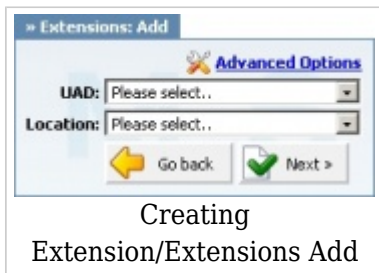 » Extensions: Add
Advanced Options
UAD: Please select..
Location: Please select..
Go back Next »
Creating
Extension/Extensions Add